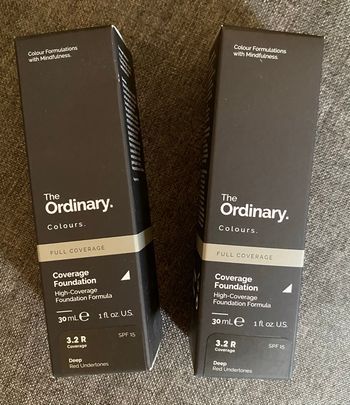 Colour Formulations
with Mindfulness.
The
Ordinary.
Colours.
FULL COVERAGE
Coverage
Foundation
High-Coverage
Foundation Formula
30 mL ℮ 1 fl. oz. U.S.
3.2 R SPF 15
Coverage
Deep
Red Undertones
Colour Formulations
with Mindfulness.
The
Ordinary.
Colours.
FULL COVERAGE
Coverage
Foundation
High-Coverage
Foundation Formula
30 mL ℮ 1 fl. oz. U.S.
3.2 R SPF 15
Coverage
Deep
Red Undertones